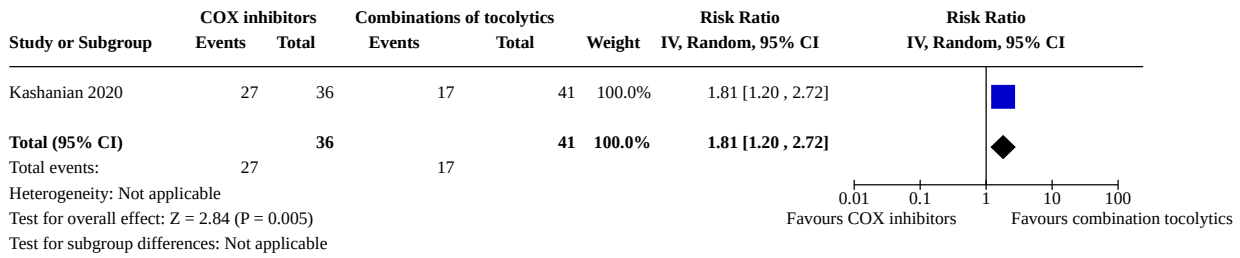 COX inhibitors Combinations of tocolytics Risk Ratio Risk Ratio
Study or Subgroup Events Total Events Total Weight IV, Random, 95% CI IV, Random, 95% CI
Kashanian 2020 27 36 17 41 100.0% 1.81 [1.20 , 2.72]
Total (95% CI) 36 41 100.0% 1.81 [1.20 , 2.72]
Total events: 27 17
Heterogeneity: Not applicable
0.01 0.1 1 10 100
Test for overall effect: Z = 2.84 (P = 0.005) Favours COX inhibitors Favours combination tocolytics
Test for subgroup differences: Not applicable